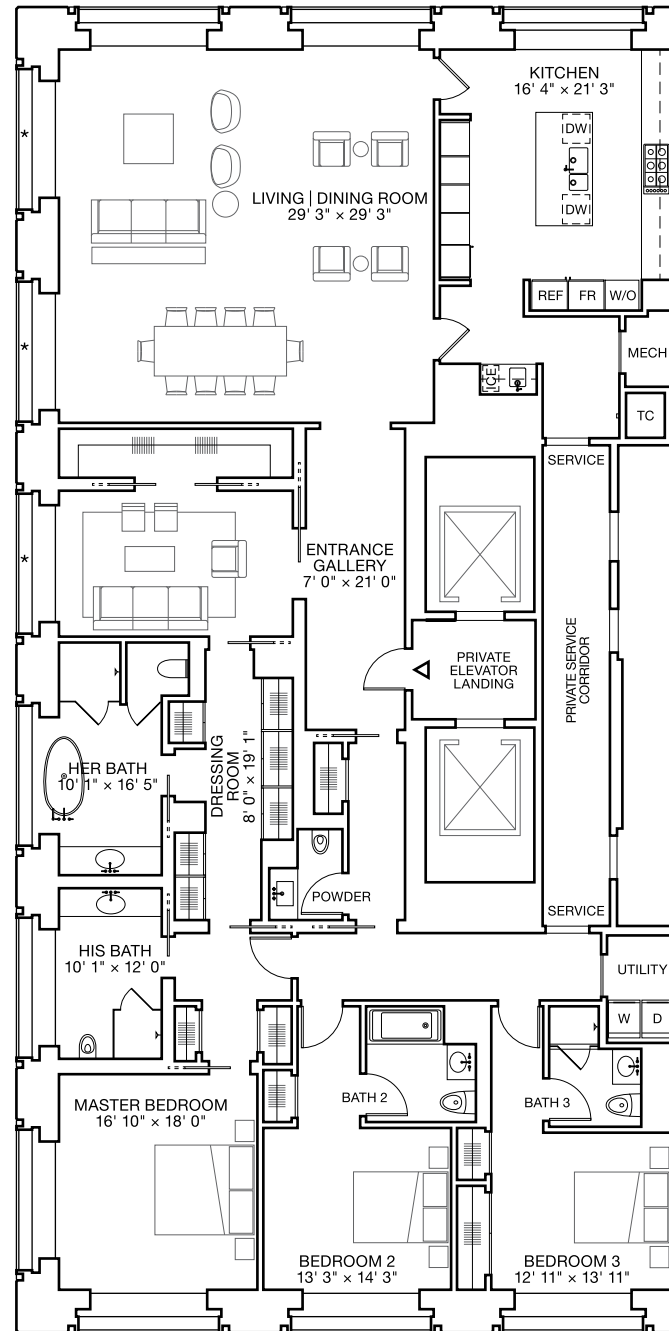 KITCHEN
16' 4" × 21' 3"
DW
DW
*
LIVING | DINING ROOM
29' 3" × 29' 3"
REF
FR
W/O
*
MECH
ICE
TC
SERVICE
*
ENTRANCE
GALLERY
7' 0" × 21' 0"
PRIVATE
ELEVATOR
LANDING
PRIVATE SERVICE
CORRIDOR
HER BATH
10' 1" × 16' 5"
DRESSING
ROOM
8' 0" × 19' 1"
POWDER
SERVICE
HIS BATH
10' 1" × 12' 0"
UTILITY
W
D
MASTER BEDROOM
16' 10" × 18' 0"
BATH 2
BATH 3
BEDROOM 2
13' 3" × 14' 3"
BEDROOM 3
12' 11" × 13' 11"